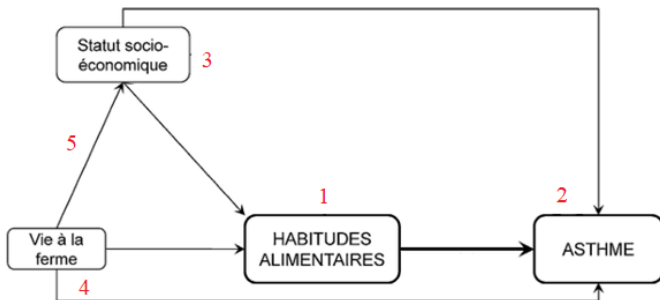 Statut socio-
économique
3
5
1
2
Vie à la
ferme
HABITUDES
ALIMENTAIRES
ASTHME
4